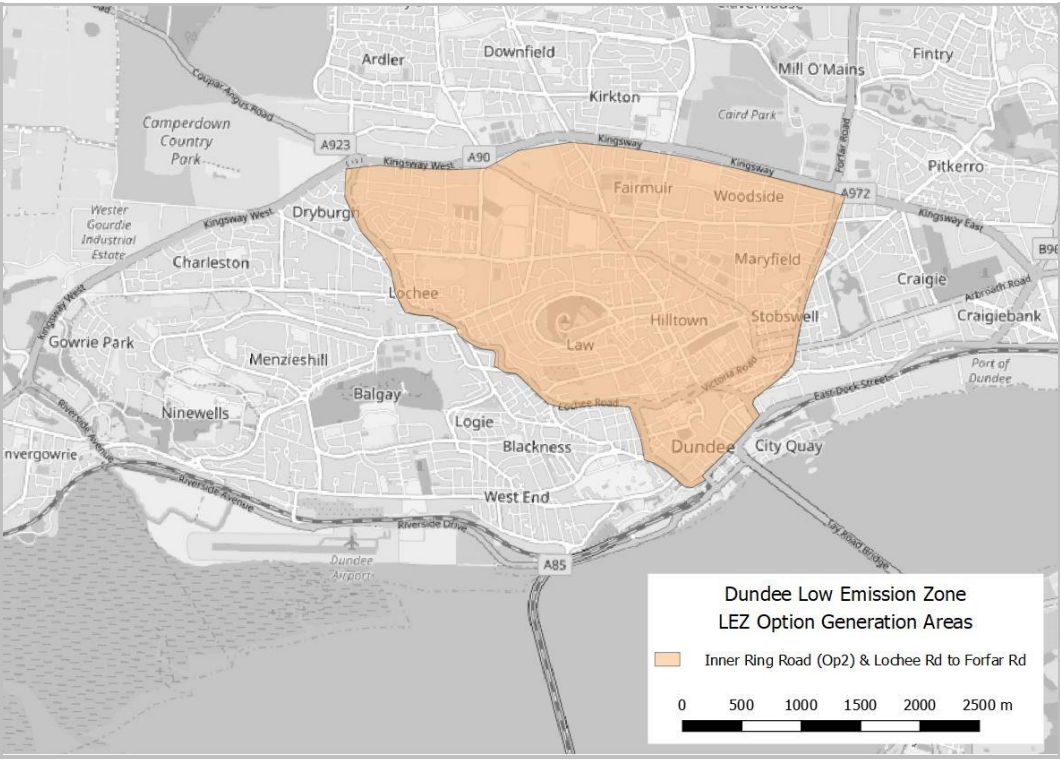 Downfield
Ardler
Fintry
Mill O'Mains
Kirkton
Coupar Angus Road
Caird Park
Camperdown
Country
Park
A923
Kingsway
Forfar Road
Kingsway West
A90
Kingsway
Pitkerro
Fairmuir
Woodside
A972
Wester
Gourdie
Industrial
Estate
Kingsway West
Dryburgh
Kingsway East
Charleston
Maryfield
Craigie
Lochee
Arbroath Road
Kingsway West
Hilltown
Stobswell
Craigiebank
Gowrie Park
Law
Menzieshill
Victoria Road
Port of
Dundee
Balgay
East Dock Street
Lochee Road
Ninewells
Riverside Avenue
Logie
Blackness
Dundee
City Quay
nvergowrie
Riverside Avenue
West End
Riverside Drive
Tay Road Bridge
Dundee
Airport
A85
Dundee Low Emission Zone
LEZ Option Generation Areas
Inner Ring Road (Op2) & Lochee Rd to Forfar Rd
0 500 1000 1500 2000 2500 m